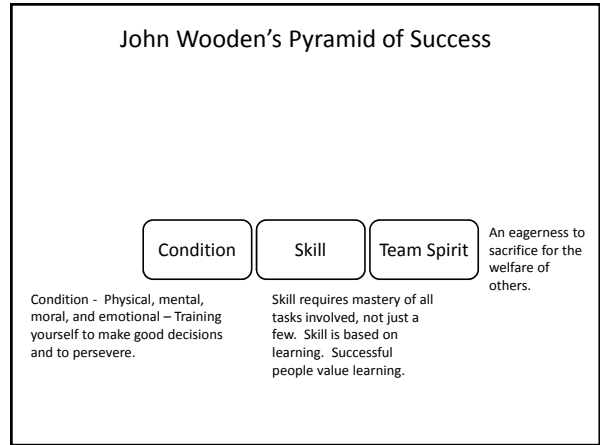 John Wooden's Pyramid of Success
Condition
Skill
Team Spirit
An eagerness to
sacrifice for the
welfare of
others.
Condition - Physical, mental,
moral, and emotional – Training
yourself to make good decisions
and to persevere.
Skill requires mastery of all
tasks involved, not just a
few. Skill is based on
learning. Successful
people value learning.